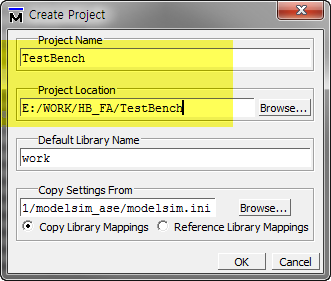 Create Project
Project Name
TestBench
Project Location
E:/WORK/HB_FA/TestBench
Browse...
Default Library Name
work
Copy Settings From
1/modelsim_ase/modelsim.ini
Browse...
Copy Library Mappings
Reference Library Mappings
OK
Cancel